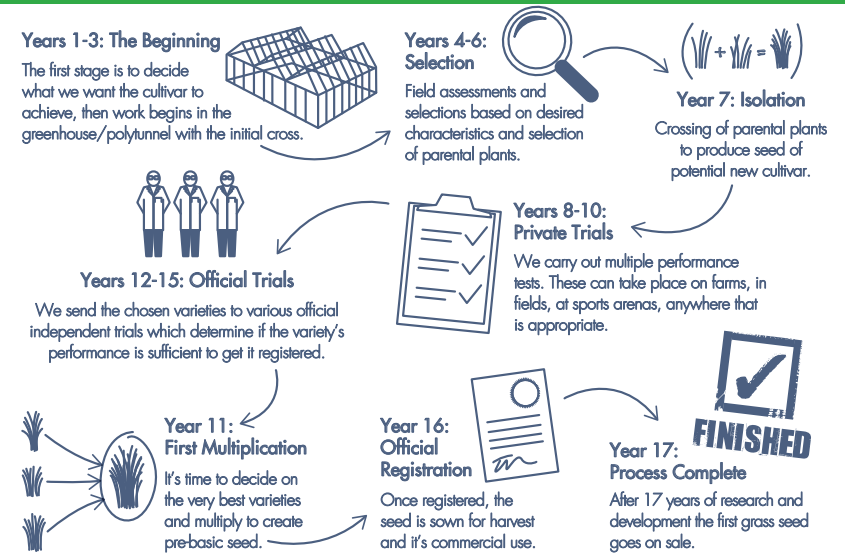 Years 1-3: The Beginning
The first stage is to decide
what we want the cultivar to
achieve, then work begins in the
greenhouse/polytunnel with the initial cross.
Years 4-6:
Selection
Field assessments and
selections based on desired
characteristics and selection
of parental plants.
Year 7: Isolation
Crossing of parental plants
to produce seed of
potential new cultivar.
Years 8-10:
Private Trials
We carry out multiple performance
tests. These can take place on farms, in
fields, at sports arenas, anywhere that
is appropriate.
Years 12-15: Official Trials
We send the chosen varieties to various official
independent trials which determine if the variety's
performance is sufficient to get it registered.
Year 11:
First Multiplication
It's time to decide on
the very best varieties
and multiply to create
pre-basic seed.
Year 16:
Official
Registration
Once registered, the
seed is sown for harvest
and it's commercial use.
FINISHED
Year 17:
Process Complete
After 17 years of research and
development the first grass seed
goes on sale.